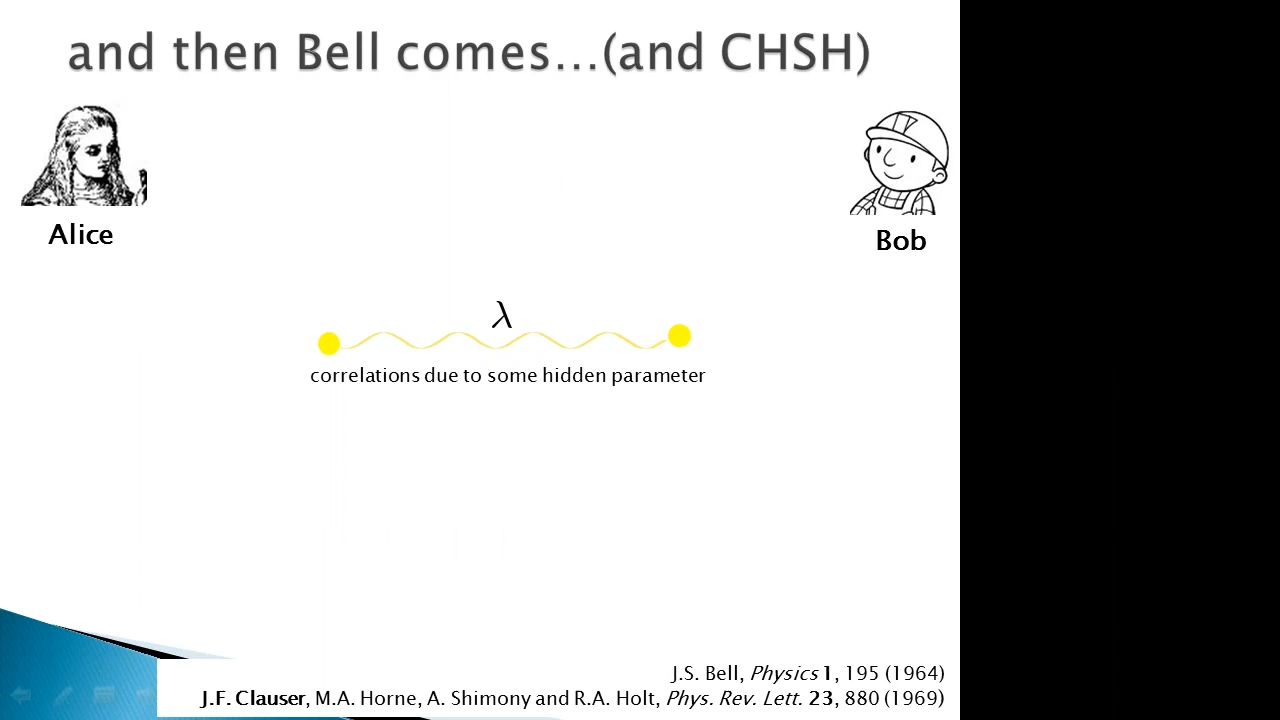 and then Bell comes…(and CHSH)
Alice
Bob
λ
correlations due to some hidden parameter
J.S. Bell, Physics 1, 195 (1964)
J.F. Clauser, M.A. Horne, A. Shimony and R.A. Holt, Phys. Rev. Lett. 23, 880 (1969)